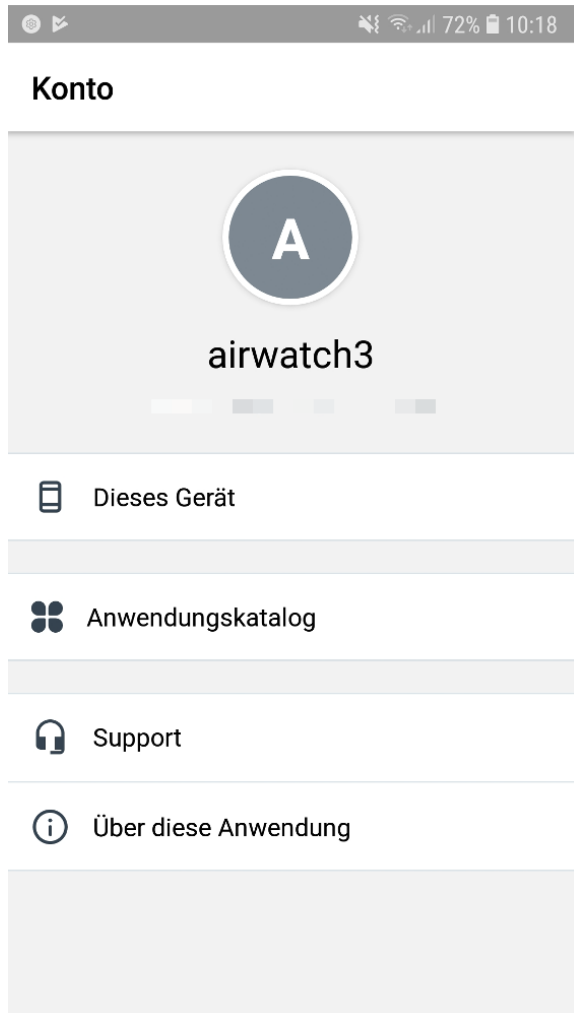 72% 10:18
Konto
A
airwatch3
Dieses Gerät
Anwendungskatalog
Support
Über diese Anwendung